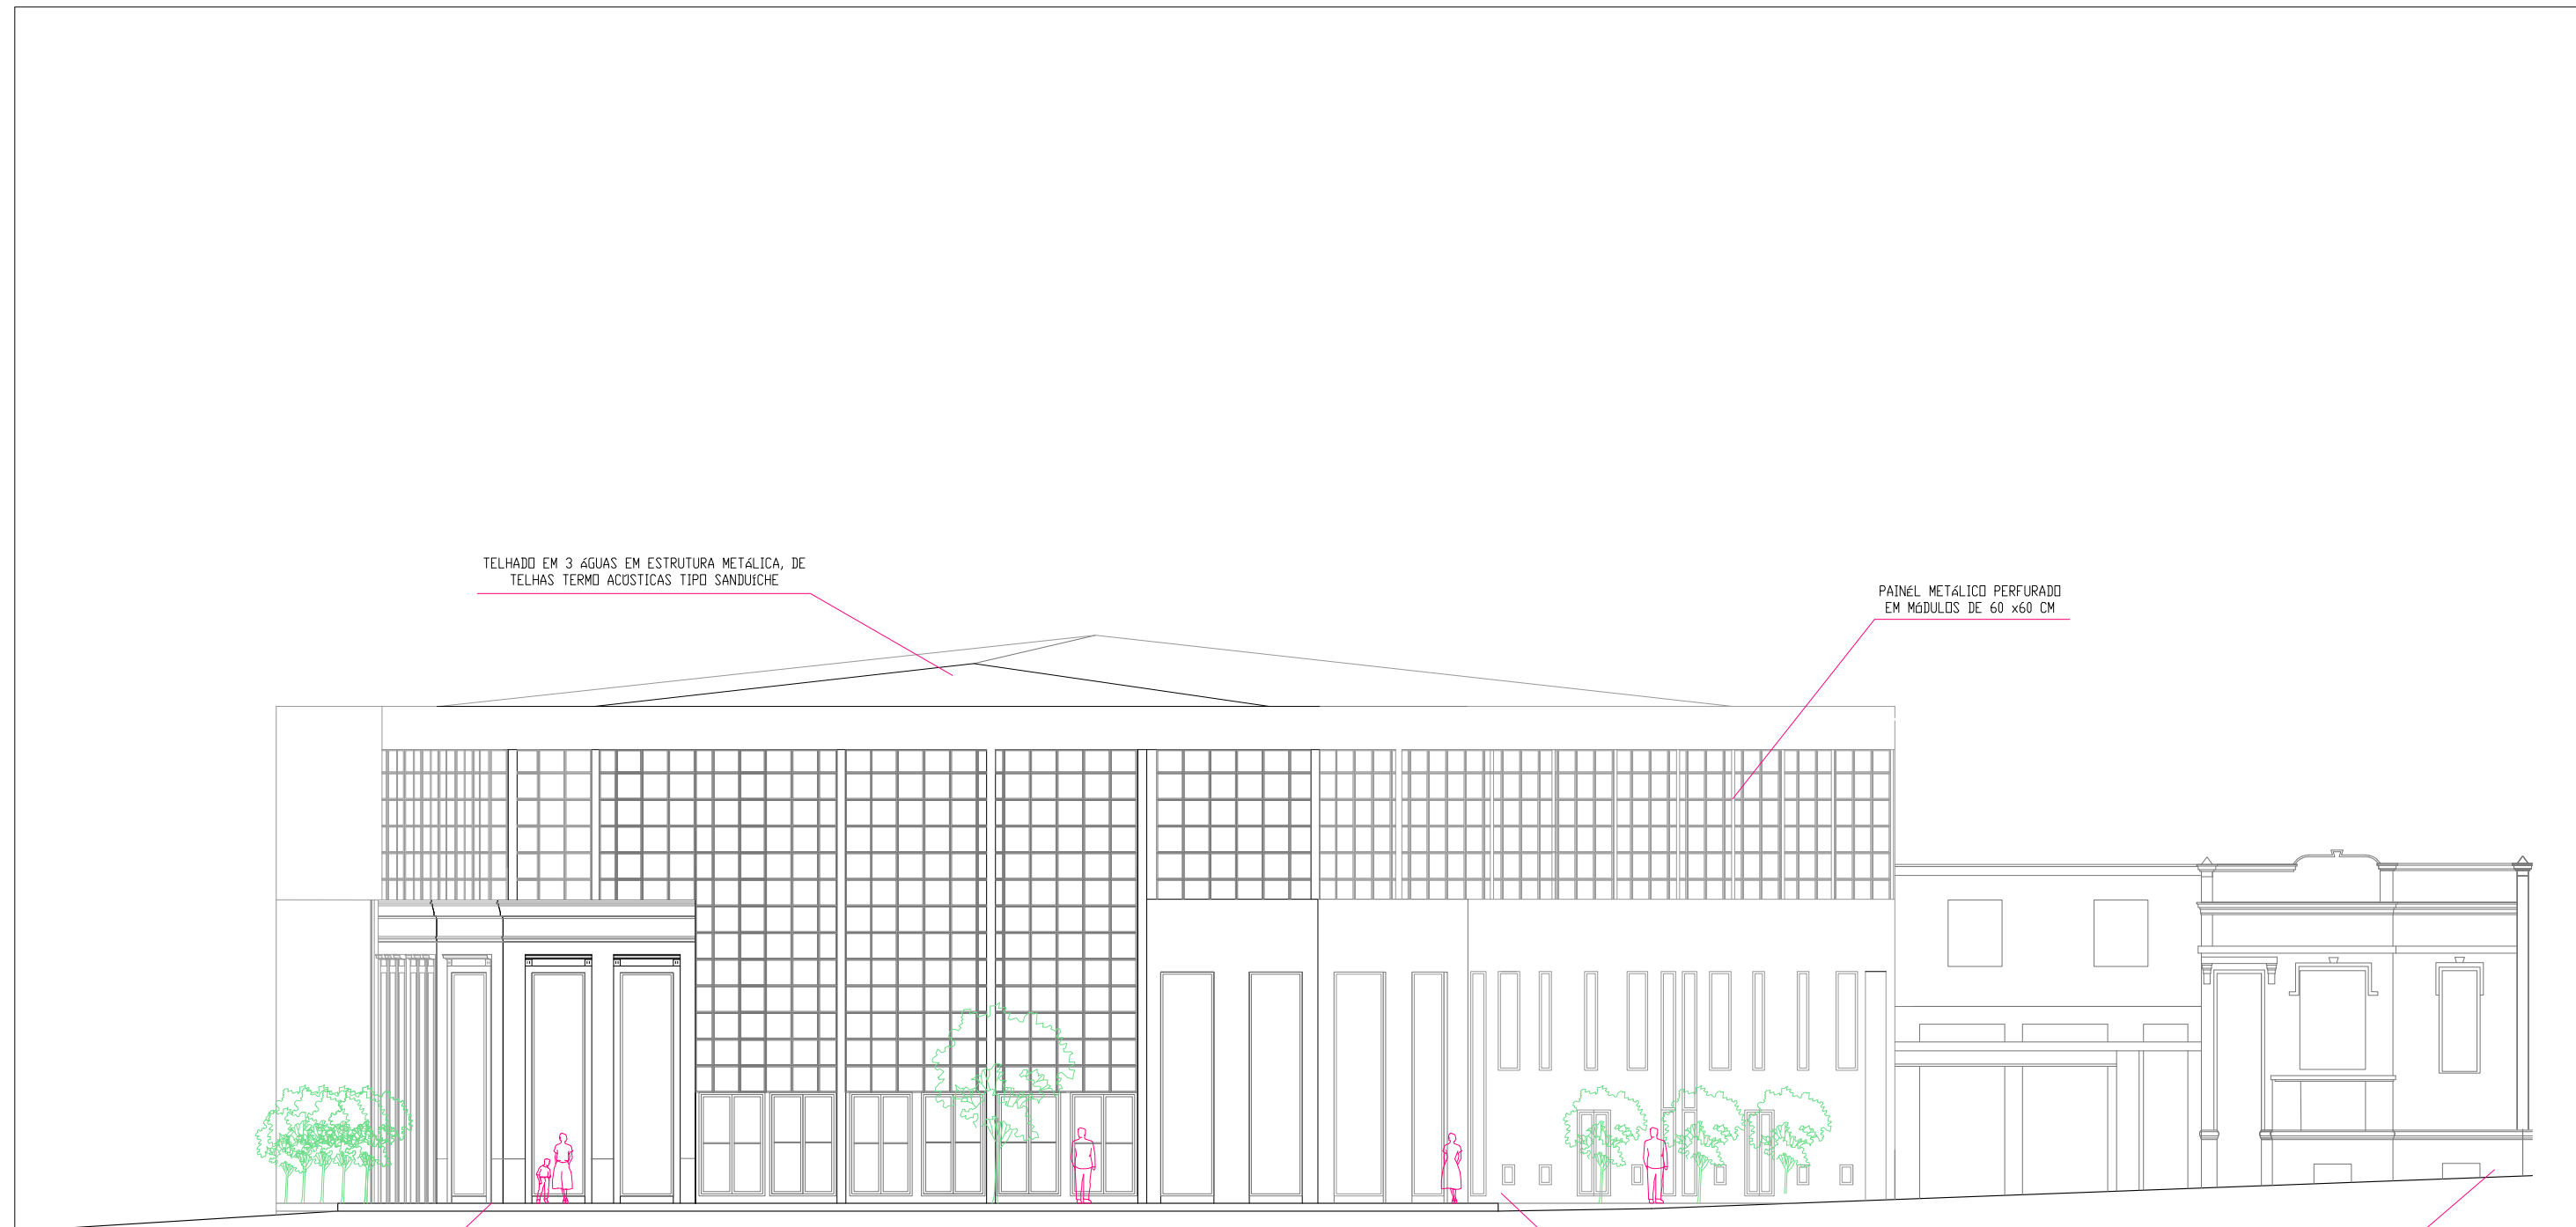 TELHADO EM 3 áGUAS EM ESTRUTURA METáLICA, DE
TELHAS TERMO ACúSTICAS TIPO SANDUíCHE
PAINéL METáLICO PERFURADO
EM MóDULOS DE 60 x60 CM